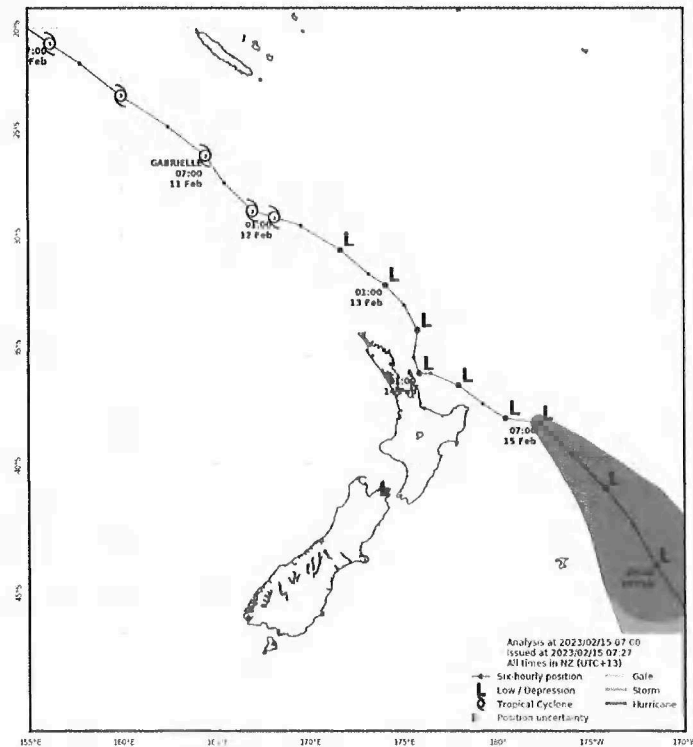 Feb
GABRIELLE
07:00
11 Feb
01:00
12 Feb
L
L
01:00
13 Feb
L
L
L
L
L
07:00
15 Feb
L
L
25°S
30°S
40°S
45°S
Analysis at 2023/02/15 07:00
Issued at 2023/02/15 07:27
All times in NZ (UTC+13)
Six-hourly position
Gale
L Low / Depression
Storm
Tropical Cyclone
Hurricane
Position uncertainty
155°E
160°E
170°E
175°E
180°
175°W
170°W